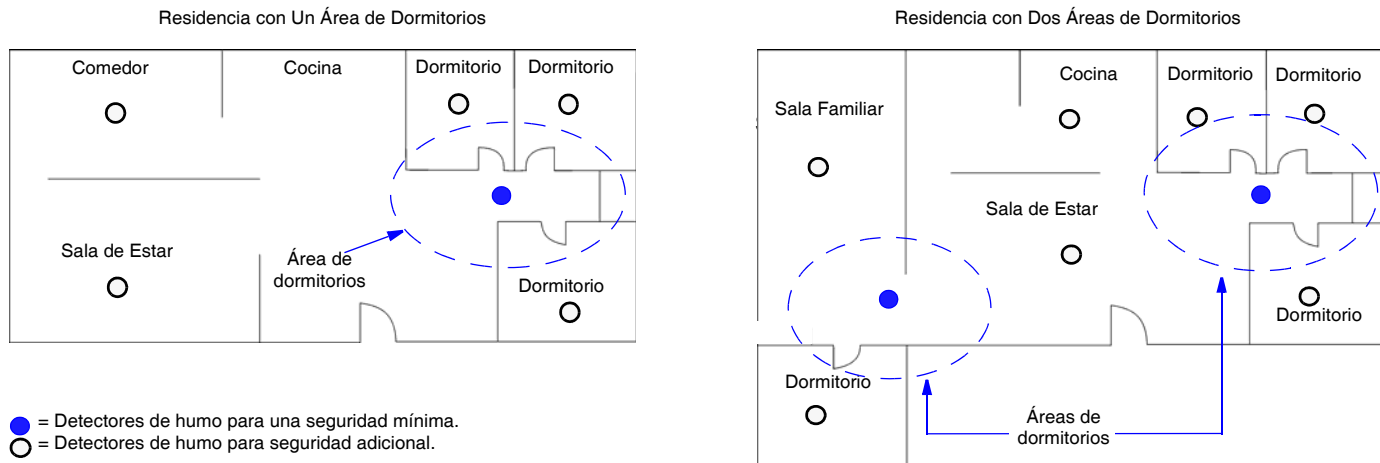 Residencia con Un Área de Dormitorios
Comedor
Cocina
Dormitorio
Dormitorio
Sala de Estar
Área de
dormitorios
Dormitorio
= Detectores de humo para una seguridad mínima.
= Detectores de humo para seguridad adicional.
Residencia con Dos Áreas de Dormitorios
Sala Familiar
Cocina
Dormitorio
Dormitorio
Sala de Estar
Dormitorio
Dormitorio
Áreas de
dormitorios